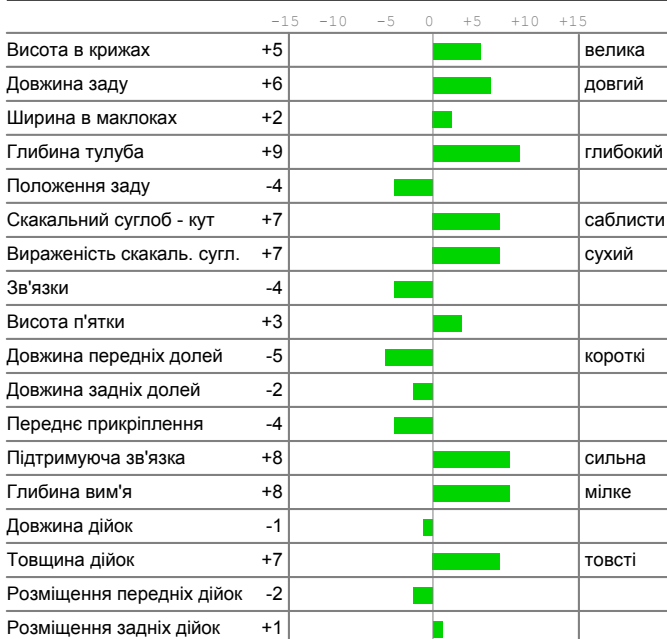 -15 -10 -5 0 +5 +10 +15
Висота в крижах +5 велика
Довжина заду +6 довгий
Ширина в маклоках +2
Глибина тулуба +9 глибокий
Положення заду -4
Скакальний суглоб - кут +7 саблисти
Вираженість скакаль. сугл. +7 сухий
Зв'язки -4
Висота п'ятки +3
Довжина передніх долей -5 короткі
Довжина задніх долей -2
Переднє прикріплення -4
Підтримуюча зв'язка +8 сильна
Глибина вим'я +8 мілке
Довжина дійок -1
Товщина дійок +7 товсті
Розміщення передніх дійок -2
Розміщення задніх дійок +1